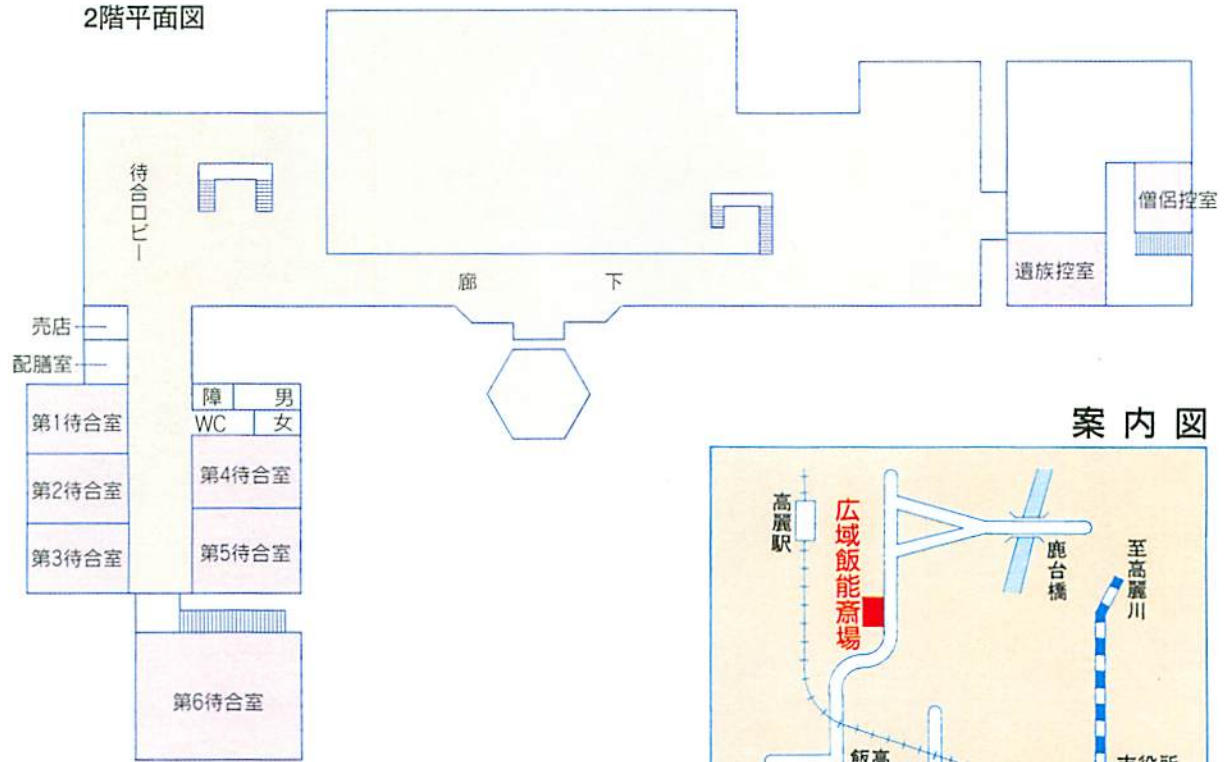 2階平面図
待合ロビー
僧侶控室
遺族控室
廊下
売店
配膳室
障
男
WC
女
第1待合室
第2待合室
第3待合室
第4待合室
第5待合室
第6待合室
案内図
高麗駅
広域飯能斎場
鹿台橋
至高麗川